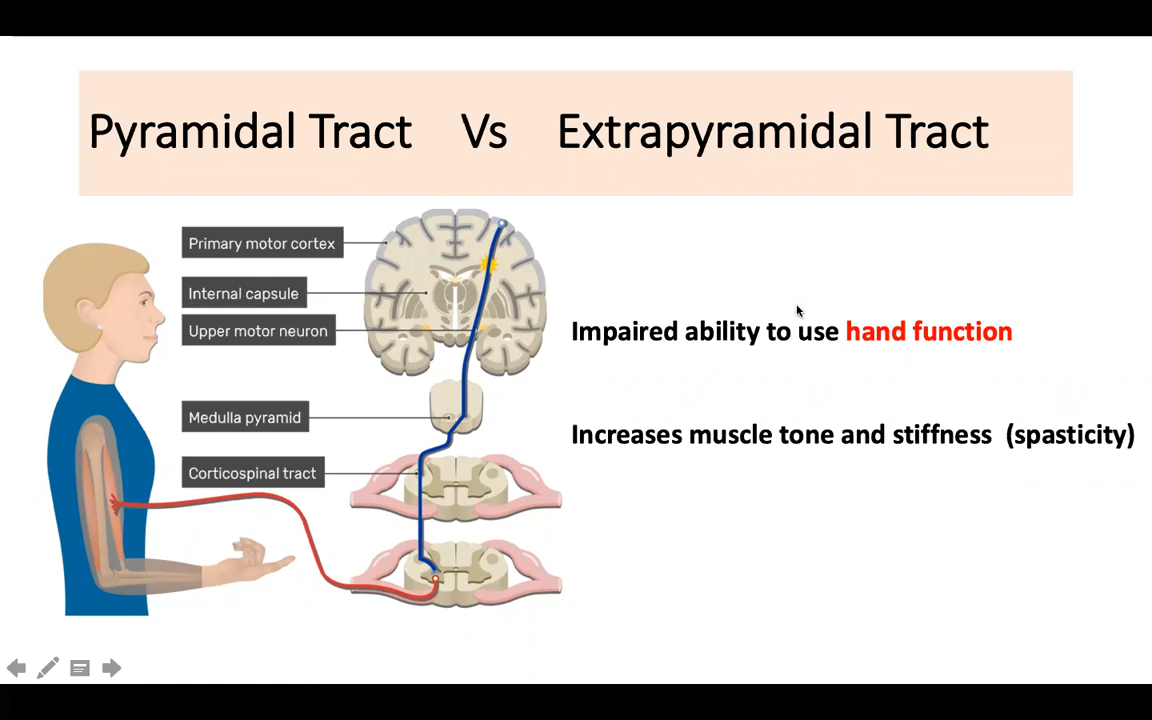 Pyramidal Tract Vs Extrapyramidal Tract
Primary motor cortex
Internal capsule
Upper motor neuron
Medulla pyramid
Corticospinal tract
Impaired ability to use hand function
Increases muscle tone and stiffness (spasticity)